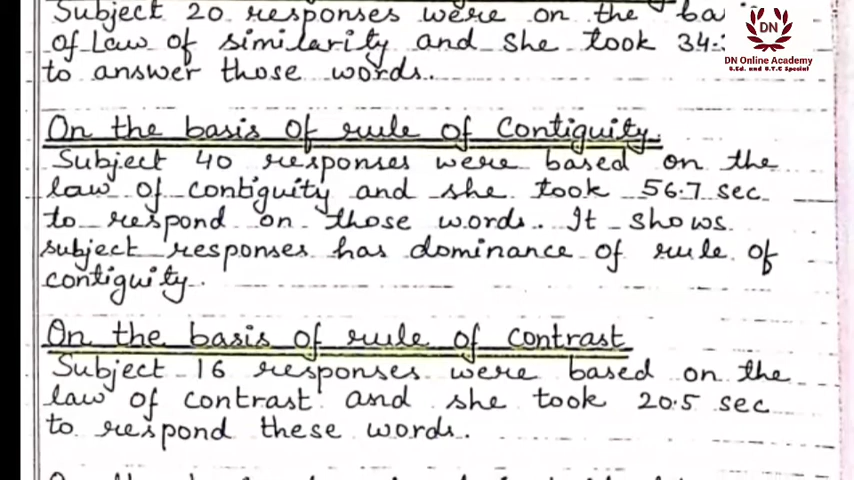 Subject 20 responses were on the
of Law of similarity and she took
to answer those words.
On the basis of rule of Contiguity.
Subject 40 responses were based on the
law of contiguity and she took 56.7 sec
to respond on those words. It shows
subject responses has dominance of rule of
contiguity.
On the basis of rule of contrast
Subject 16 responses were based on the
law of contrast and she took 20.5 sec
to respond these words.
DN
DN Online Academy
B.Ed. and B.T.C Special